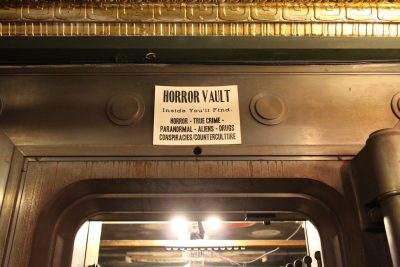 HORROR VAULT
Inside You'll Find:
HORROR - TRUE CRIME -
PARANORMAL - ALIENS - DRUGS
CONSPIRACIES/COUNTERCULTURE